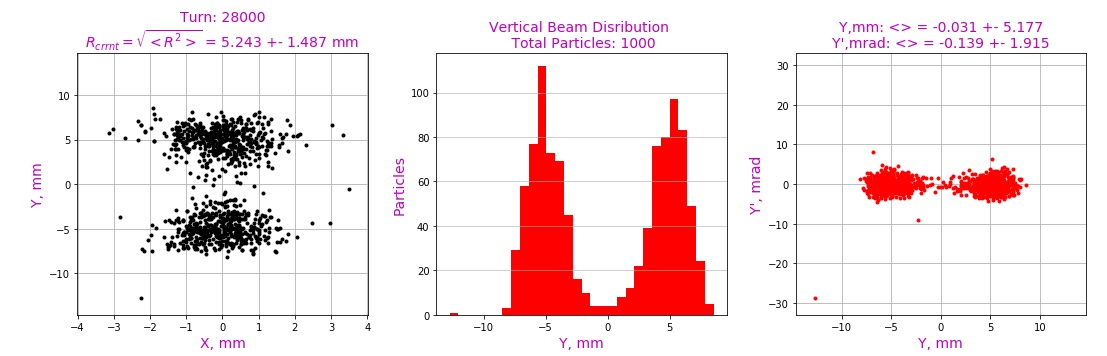 Turn: 28000
R_crrnt = √< R² > = 5.243 +- 1.487 mm
10
5
0
−5
−10
−4 −3 −2 −1 0 1 2 3 4
X, mm
Y, mm
Vertical Beam Disribution
Total Particles: 1000
100
80
60
40
20
0
−10 −5 0 5
Y, mm
Particles
Y,mm: <> = -0.031 +- 5.177
Y',mrad: <> = -0.139 +- 1.915
30
20
10
0
−10
−20
−30
−10 −5 0 5 10
Y, mm
Y', mrad